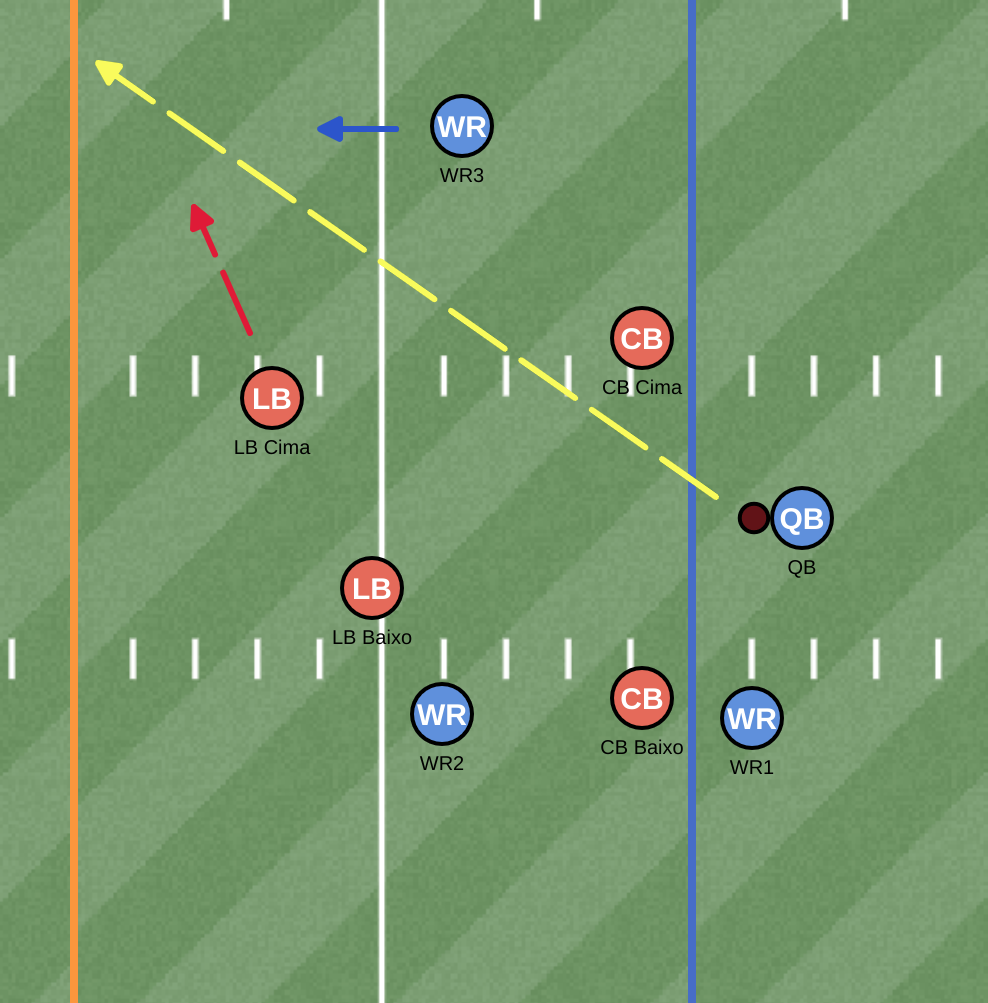 WR
WR3
CB
CB Cima
LB
LB Cima
QB
QB
LB
LB Baixo
CB
CB Baixo
WR
WR2
WR
WR1